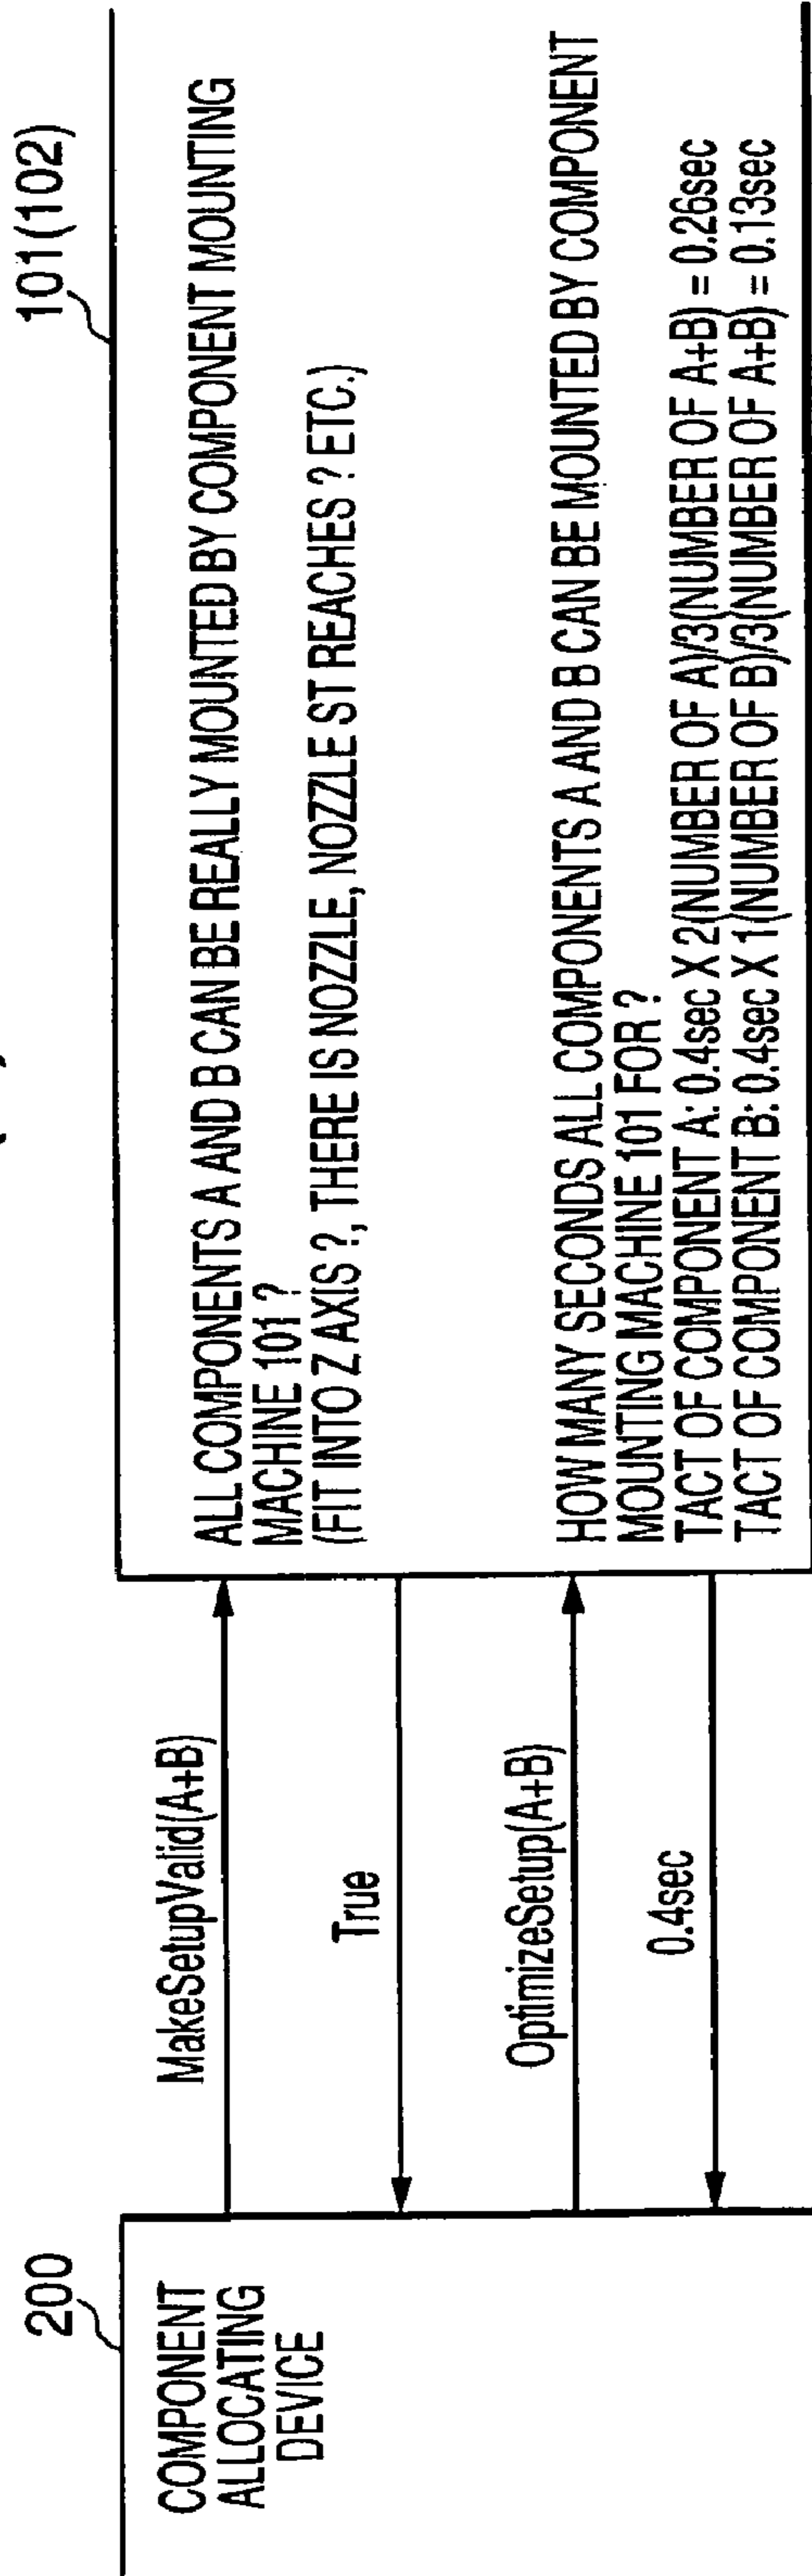 200
COMPONENT
ALLOCATING
DEVICE
MakeSetupValid(A+B)
True
OptimizeSetup(A+B)
0.4sec
101(102)
ALL COMPONENTS A AND B CAN BE REALLY MOUNTED BY COMPONENT MOUNTING
MACHINE 101 ?
(FIT INTO Z AXIS ?, THERE IS NOZZLE, NOZZLE ST REACHES ? ETC.)
HOW MANY SECONDS ALL COMPONENTS A AND B CAN BE MOUNTED BY COMPONENT
MOUNTING MACHINE 101 FOR ?
TACT OF COMPONENT A: 0.4sec X 2(NUMBER OF A)/3(NUMBER OF A+B) = 0.26sec
TACT OF COMPONENT B: 0.4sec X 1(NUMBER OF B)/3(NUMBER OF A+B) = 0.13sec